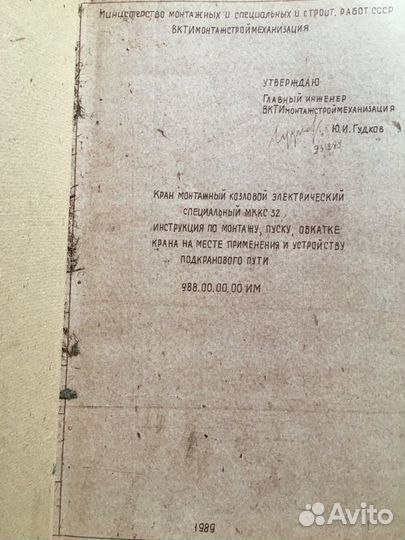 Министерство монтажных и специальных и строит. работ СССР
ВКТИмонтажстроймеханизация
УТВЕРЖДАЮ
Главный инженер
ВКТИмонтажстроймеханизация
Ю.И. Гудков
Кран монтажный козловой электрический
специальный МККС 32
инструкция по монтажу, пуску, обкатке
крана на месте применения и устройству
подкранового пути
988.00.00.00 ИМ
1989
Avito